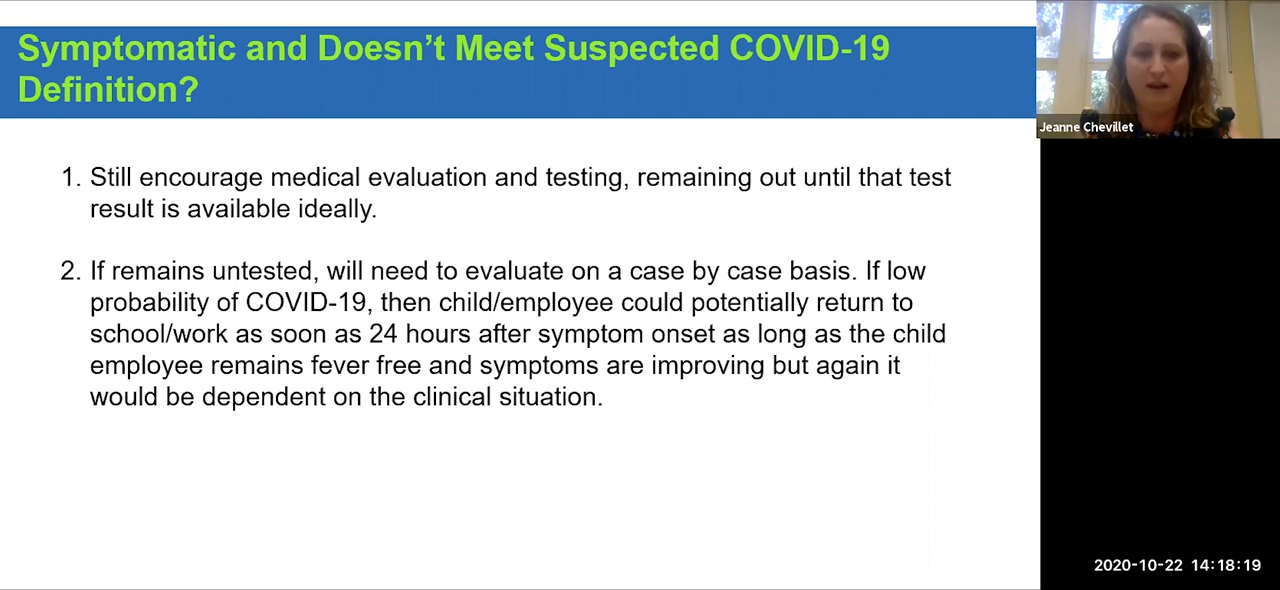 Symptomatic and Doesn’t Meet Suspected COVID-19
Definition?
1. Still encourage medical evaluation and testing, remaining out until that test
result is available ideally.
2. If remains untested, will need to evaluate on a case by case basis. If low
probability of COVID-19, then child/employee could potentially return to
school/work as soon as 24 hours after symptom onset as long as the child
employee remains fever free and symptoms are improving but again it
would be dependent on the clinical situation.
Jeanne Chevillet
2020-10-22 14:18:19